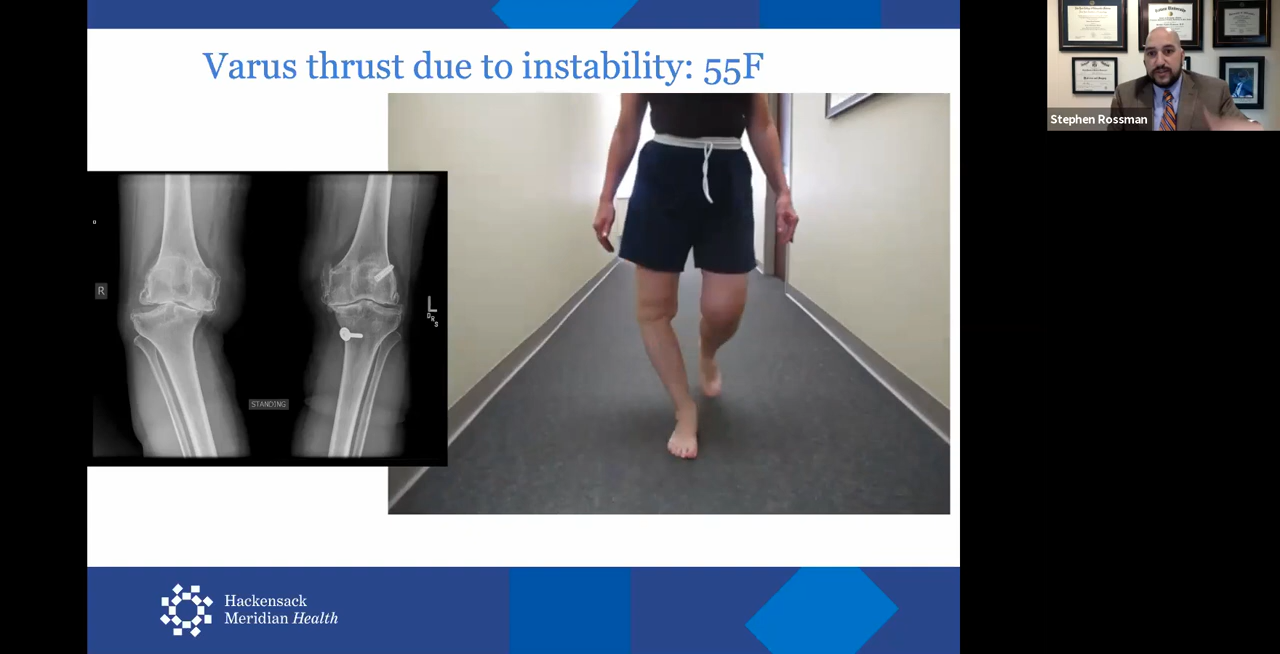 Varus thrust due to instability: 55F
Stephen Rossman
R
L
D
R
S
STANDING
Hackensack
Meridian Health